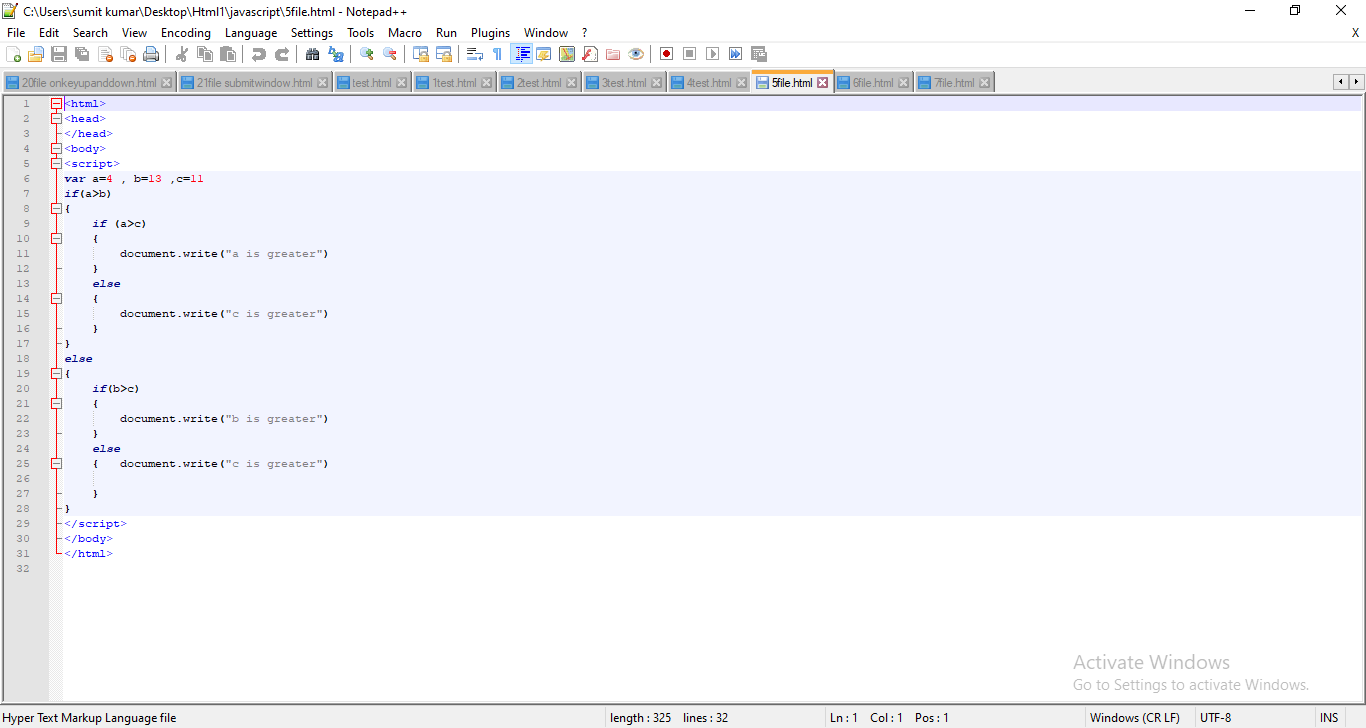 C:\Users\sumit kumar\Desktop\Html1\javascript\5file.html - Notepad++
File Edit Search View Encoding Language Settings Tools Macro Run Plugins Window ? X
20file onkeyupanddown.html 21file submitwindow.html test.html 1test.html 2test.html 3test.html 4test.html 5file.html 6file.html 7file.html
1 <html>
2 <head>
3 </head>
4 <body>
5 <script>
6 var a=4 , b=13 ,c=11
7 if(a>b)
8 {
9 if (a>c)
10 {
11 document.write("a is greater")
12 }
13 else
14 {
15 document.write("c is greater")
16 }
17 }
18 else
19 {
20 if(b>c)
21 {
22 document.write("b is greater")
23 }
24 else
25 { document.write("c is greater")
26
27 }
28 }
29 </script>
30 </body>
31 </html>
32
Activate Windows
Go to Settings to activate Windows.
Hyper Text Markup Language file length : 325 lines : 32 Ln : 1 Col : 1 Pos : 1 Windows (CR LF) UTF-8 INS